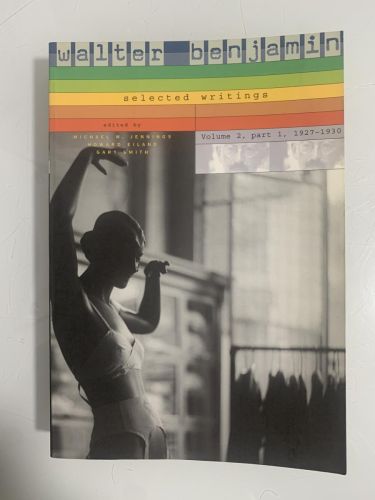 walter benjamin
selected writings
edited by
MICHAEL W. JENNINGS
HOWARD EILAND
GARY SMITH
Volume 2, part 1, 1927–1930